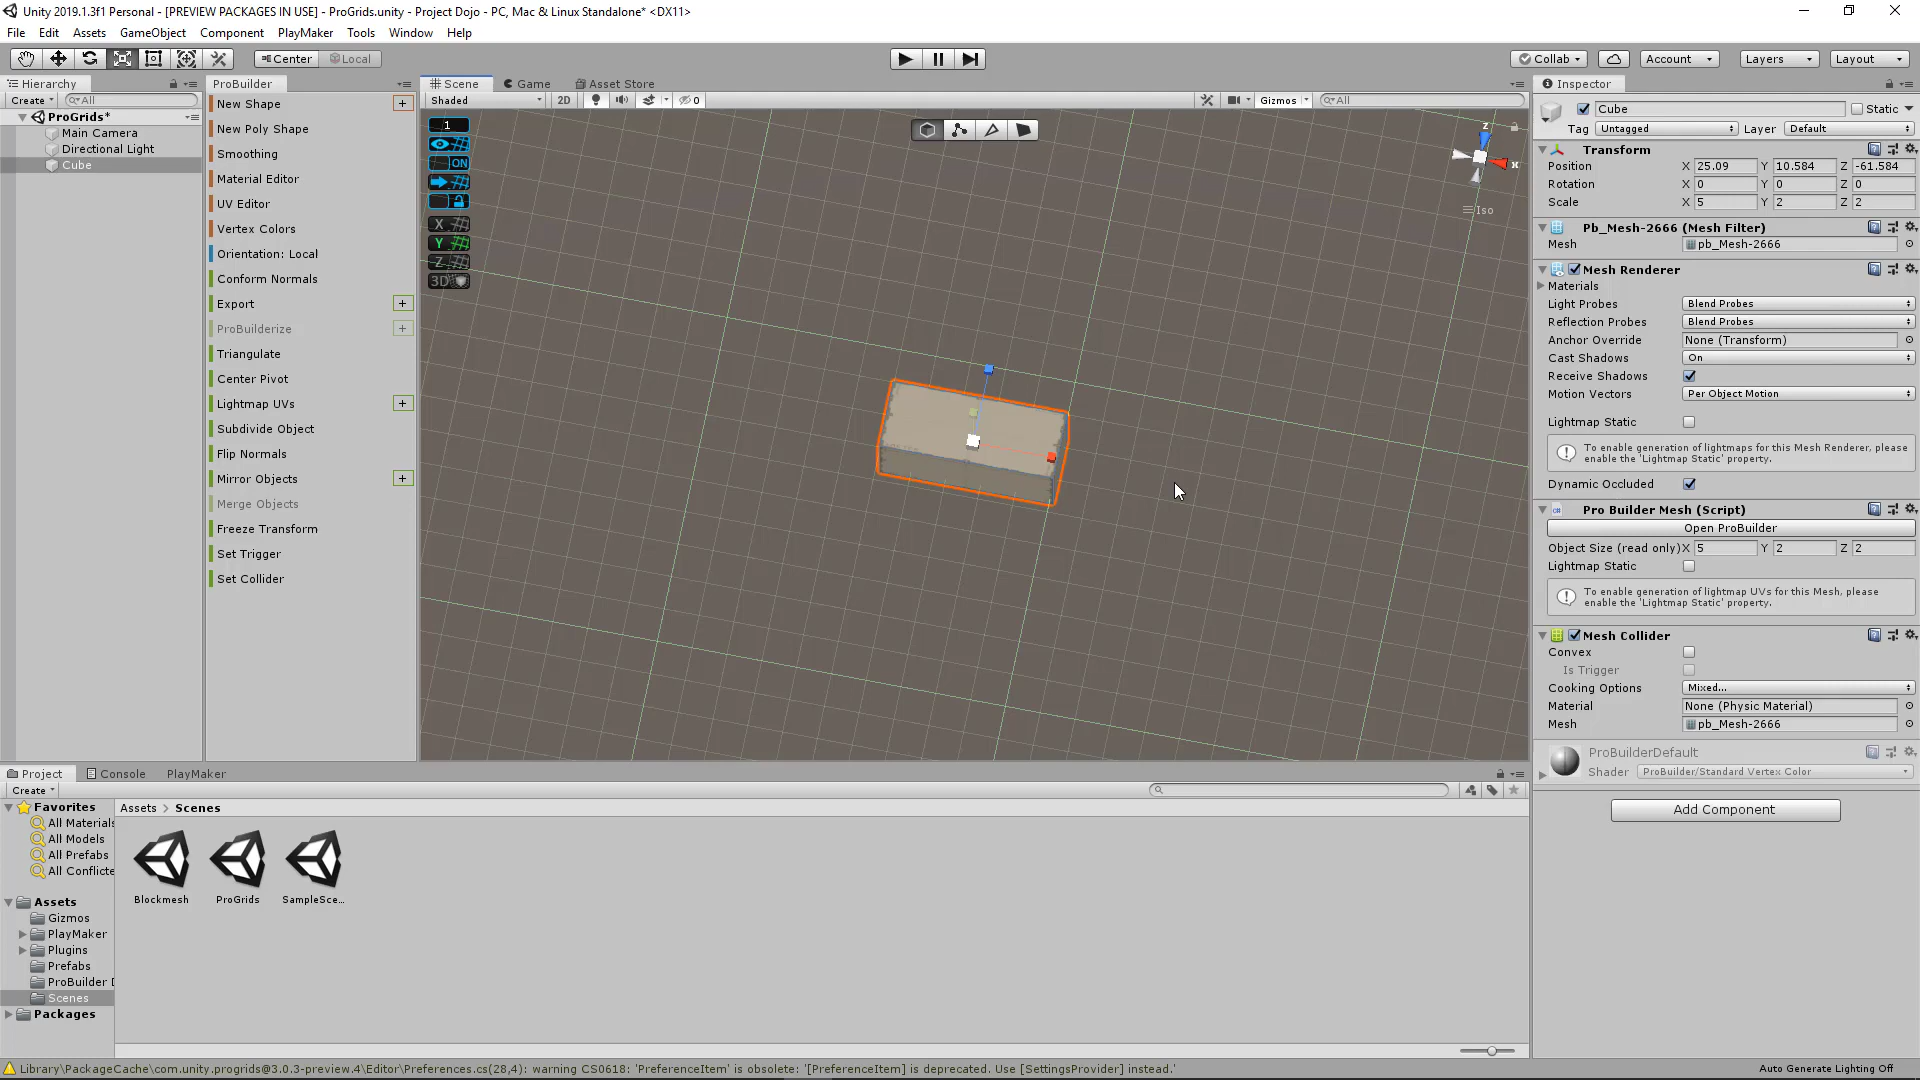 Unity 2019.1.3f1 Personal - [PREVIEW PACKAGES IN USE] - ProGrids.unity - Project Dojo - PC, Mac & Linux Standalone* <DX11>
File Edit Assets GameObject Component PlayMaker Tools Window Help
Center Local Collab Account Layers Layout
Hierarchy
Create All
ProGrids*
Main Camera
Directional Light
Cube
ProBuilder
New Shape +
New Poly Shape
Smoothing
Material Editor
UV Editor
Vertex Colors
Orientation: Local
Conform Normals
Export +
ProBuilderize +
Triangulate
Center Pivot
Lightmap UVs +
Subdivide Object
Flip Normals
Mirror Objects +
Merge Objects
Freeze Transform
Set Trigger
Set Collider
Scene Game Asset Store
Shaded 2D 0 Gizmos All
1
ON
X
Y
Z
3D
z
x
Iso
Inspector
Cube Static
Tag Untagged Layer Default
Transform
Position X 25.09 Y 10.584 Z -61.584
Rotation X 0 Y 0 Z 0
Scale X 5 Y 2 Z 2
Pb_Mesh-2666 (Mesh Filter)
Mesh pb_Mesh-2666
Mesh Renderer
Materials
Light Probes Blend Probes
Reflection Probes Blend Probes
Anchor Override None (Transform)
Cast Shadows On
Receive Shadows
Motion Vectors Per Object Motion
Lightmap Static
To enable generation of lightmaps for this Mesh Renderer, please
enable the 'Lightmap Static' property.
Dynamic Occluded
Pro Builder Mesh (Script)
Open ProBuilder
Object Size (read only) X 5 Y 2 Z 2
Lightmap Static
To enable generation of lightmap UVs for this Mesh, please
enable the 'Lightmap Static' property.
Mesh Collider
Convex
Is Trigger
Cooking Options Mixed...
Material None (Physic Material)
Mesh pb_Mesh-2666
ProBuilderDefault
Shader ProBuilder/Standard Vertex Color
Add Component
Project Console PlayMaker
Create
Favorites
All Materials
All Models
All Prefabs
All Conflicte
Assets
Gizmos
PlayMaker
Plugins
Prefabs
ProBuilder D
Scenes
Packages
Assets > Scenes
Blockmesh ProGrids SampleSce...
Library\PackageCache\com.unity.progrids@3.0.3-preview.4\Editor\Preferences.cs(28,4): warning CS0618: 'PreferenceItem' is obsolete: '[PreferenceItem] is deprecated. Use [SettingsProvider] instead.'
Auto Generate Lighting Off